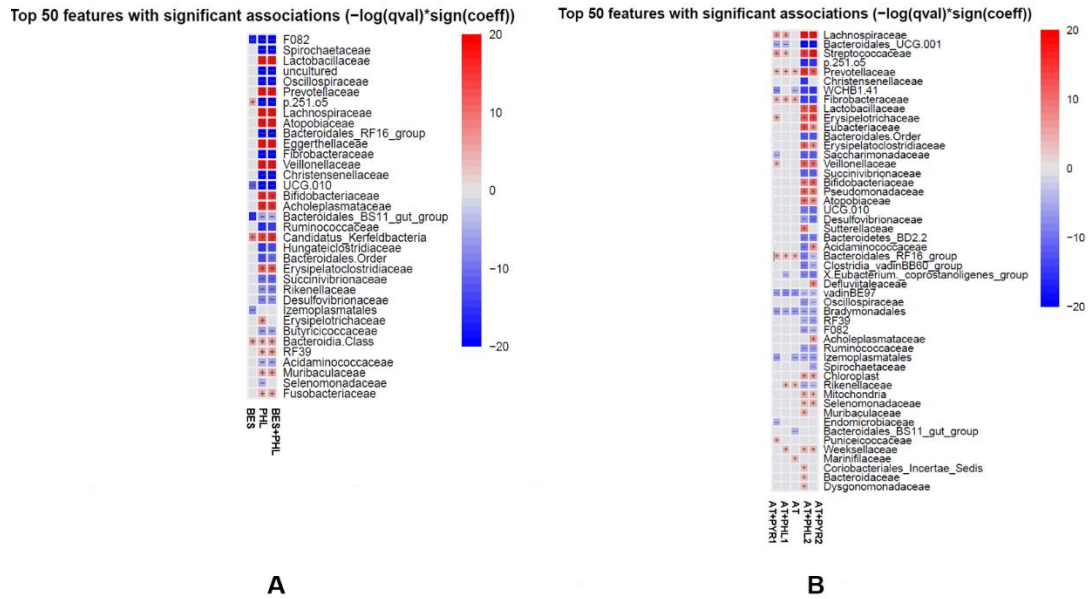 Top 50 features with significant associations (−log(qval)*sign(coeff))
F082
Spirochaetaceae
Lactobacillaceae
uncultured
Oscillospiraceae
Prevotellaceae
p.251.o5
Lachnospiraceae
Atopobiaceae
Bacteroidales_RF16_group
Eggerthellaceae
Fibrobacteraceae
Veillonellaceae
Christensenellaceae
UCG.010
Bifidobacteriaceae
Acholeplasmataceae
Bacteroidales_BS11_gut_group
Ruminococcaceae
Candidatus_Kerfeldbacteria
Hungateiclostridiaceae
Bacteroidales.Order
Erysipelatoclostridiaceae
Succinivibrionaceae
Rikenellaceae
Desulfovibrionaceae
Izemoplasmatales
Erysipelotrichaceae
Butyricicoccaceae
Bacteroidia.Class
RF39
Acidaminococcaceae
Muribaculaceae
Selenomonadaceae
Fusobacteriaceae
BES
PHL
BES+PHL
20
10
0
−10
−20
A
Top 50 features with significant associations (−log(qval)*sign(coeff))
Lachnospiraceae
Bacteroidales_UCG.001
Streptococcaceae
p.251.o5
Prevotellaceae
Christensenellaceae
WCHB1.41
Fibrobacteraceae
Lactobacillaceae
Erysipelotrichaceae
Eubacteriaceae
Bacteroidales.Order
Erysipelatoclostridiaceae
Saccharimonadaceae
Veillonellaceae
Succinivibrionaceae
Bifidobacteriaceae
Pseudomonadaceae
Atopobiaceae
UCG.010
Desulfovibrionaceae
Sutterellaceae
Bacteroidetes_BD2.2
Acidaminococcaceae
Bacteroidales_RF16_group
Clostridia_vadinBB60_group
X.Eubacterium._coprostanoligenes_group
Defluviitaleaceae
vadinBE97
Oscillospiraceae
Bradymonadales
RF39
F082
Acholeplasmataceae
Ruminococcaceae
Izemoplasmatales
Spirochaetaceae
Chloroplast
Rikenellaceae
Mitochondria
Selenomonadaceae
Muribaculaceae
Endomicrobiaceae
Bacteroidales_BS11_gut_group
Puniceicoccaceae
Weeksellaceae
Marinifilaceae
Coriobacteriales_Incertae_Sedis
Bacteroidaceae
Dysgonomonadaceae
AT+PYR1
AT+PHL1
AT
AT+PHL2
AT+PYR2
20
10
0
−10
−20
B